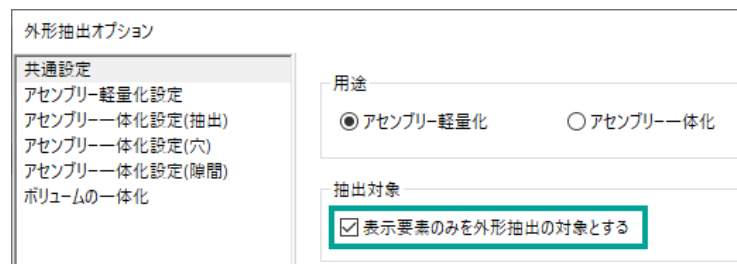 外形抽出オプション
共通設定
アセンブリー軽量化設定
アセンブリー一体化設定(抽出)
アセンブリー一体化設定(穴)
アセンブリー一体化設定(隙間)
ボリュームの一体化
用途
アセンブリー軽量化
アセンブリー一体化
抽出対象
表示要素のみを外形抽出の対象とする